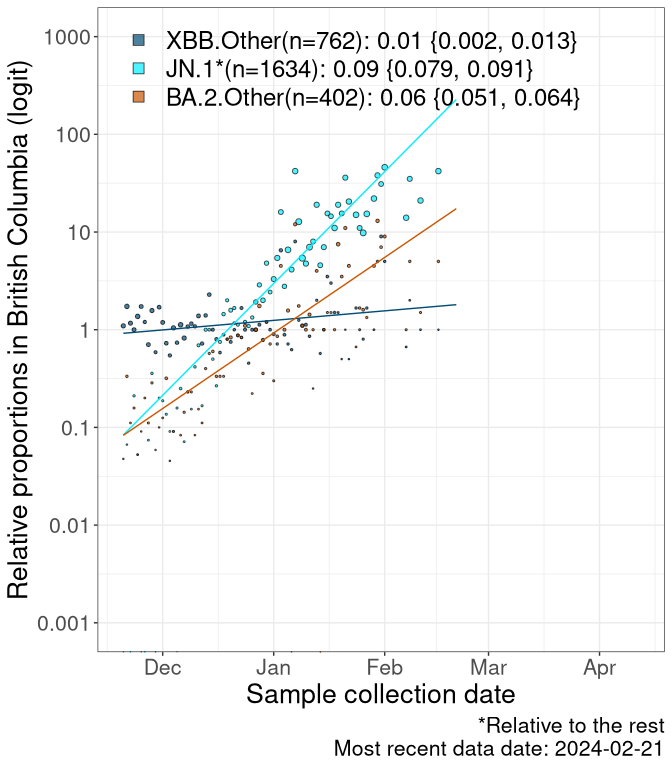 XBB.Other(n=762): 0.01 {0.002, 0.013}
JN.1*(n=1634): 0.09 {0.079, 0.091}
BA.2.Other(n=402): 0.06 {0.051, 0.064}
Relative proportions in British Columbia (logit)
1000
100
10
1
0.1
0.01
0.001
Dec Jan Feb Mar Apr
Sample collection date
*Relative to the rest
Most recent data date: 2024-02-21